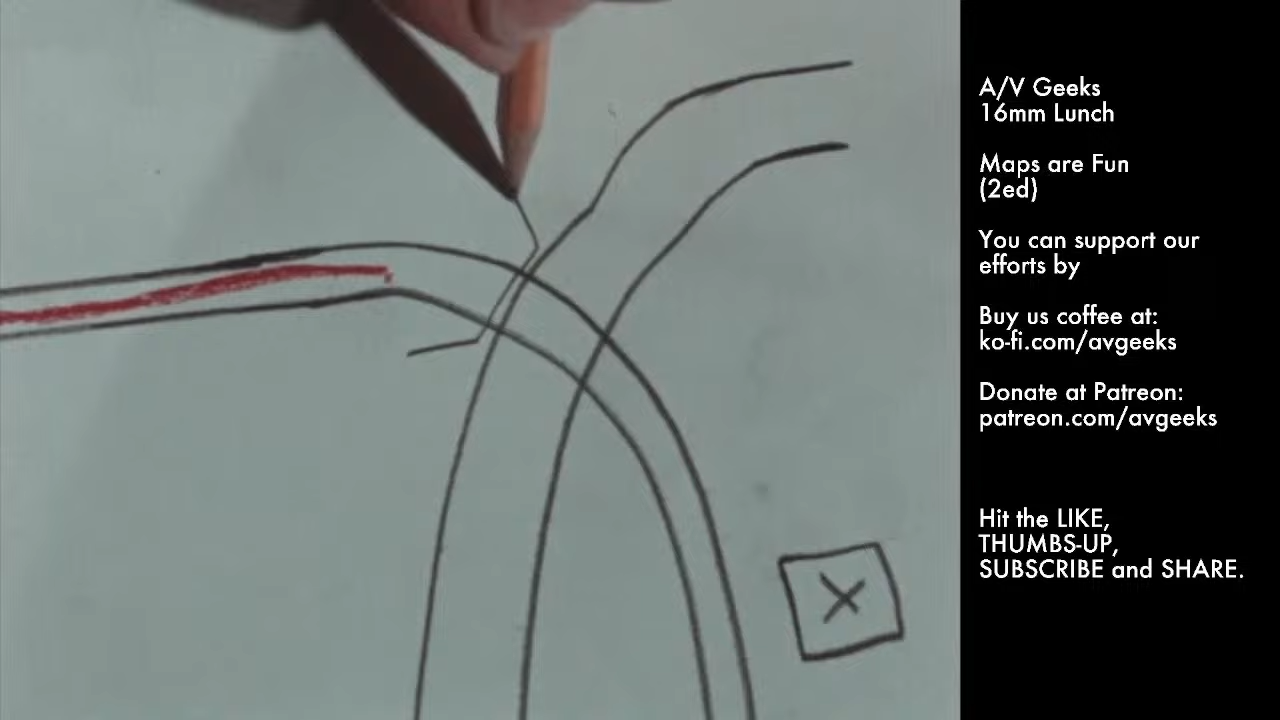 A/V Geeks
16mm Lunch
Maps are Fun
(2ed)
You can support our
efforts by
Buy us coffee at:
ko-fi.com/avgeeks
Donate at Patreon:
patreon.com/avgeeks
Hit the LIKE,
THUMBS-UP,
SUBSCRIBE and SHARE.
X